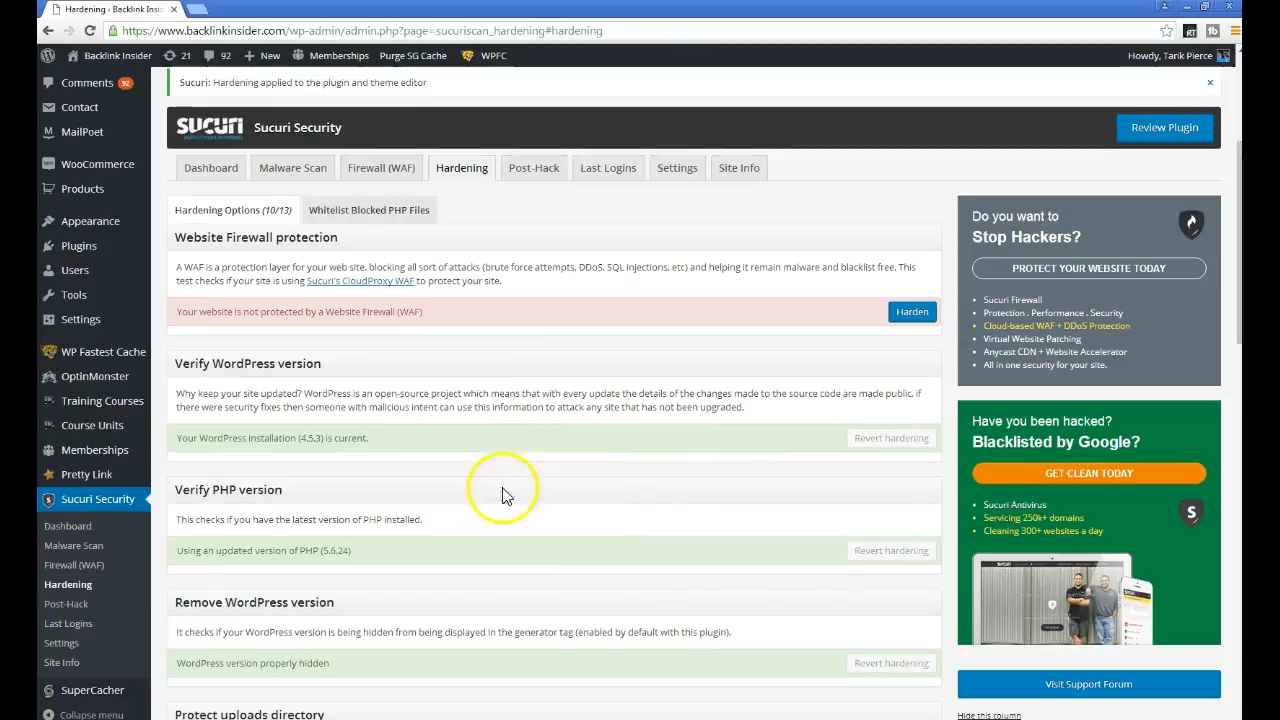 Hardening ‹ Backlink Insid
https://www.backlinkinsider.com/wp-admin/admin.php?page=sucuriscan_hardening#hardening
Backlink Insider 21 92 New Memberships Purge SG Cache WPFC Howdy, Tarik Pierce
Comments 92
Contact
MailPoet
WooCommerce
Products
Appearance
Plugins
Users
Tools
Settings
WP Fastest Cache
OptinMonster
Training Courses
Course Units
Memberships
Pretty Link
Sucuri Security
Dashboard
Malware Scan
Firewall (WAF)
Hardening
Post-Hack
Last Logins
Settings
Site Info
SuperCacher
Collapse menu
Sucuri: Hardening applied to the plugin and theme editor
SUCURI Sucuri Security Review Plugin
Dashboard Malware Scan Firewall (WAF) Hardening Post-Hack Last Logins Settings Site Info
Hardening Options (10/13) Whitelist Blocked PHP Files
Website Firewall protection
A WAF is a protection layer for your web site, blocking all sort of attacks (brute force attempts, DDoS, SQL injections, etc) and helping it remain malware and blacklist free. This
test checks if your site is using Sucuri's CloudProxy WAF to protect your site.
Your website is not protected by a Website Firewall (WAF) Harden
Verify WordPress version
Why keep your site updated? WordPress is an open-source project which means that with every update the details of the changes made to the source code are made public, if
there were security fixes then someone with malicious intent can use this information to attack any site that has not been upgraded.
Your WordPress installation (4.5.3) is current. Revert hardening
Verify PHP version
This checks if you have the latest version of PHP installed.
Using an updated version of PHP (5.6.24) Revert hardening
Remove WordPress version
It checks if your WordPress version is being hidden from being displayed in the generator tag (enabled by default with this plugin).
WordPress version properly hidden Revert hardening
Protect uploads directory
Do you want to
Stop Hackers?
PROTECT YOUR WEBSITE TODAY
Sucuri Firewall
Protection . Performance . Security
Cloud-based WAF + DDoS Protection
Virtual Website Patching
Anycast CDN + Website Accelerator
All in one security for your site.
Have you been hacked?
Blacklisted by Google?
GET CLEAN TODAY
Sucuri Antivirus
Servicing 250k+ domains
Cleaning 300+ websites a day
Visit Support Forum
Hide this column